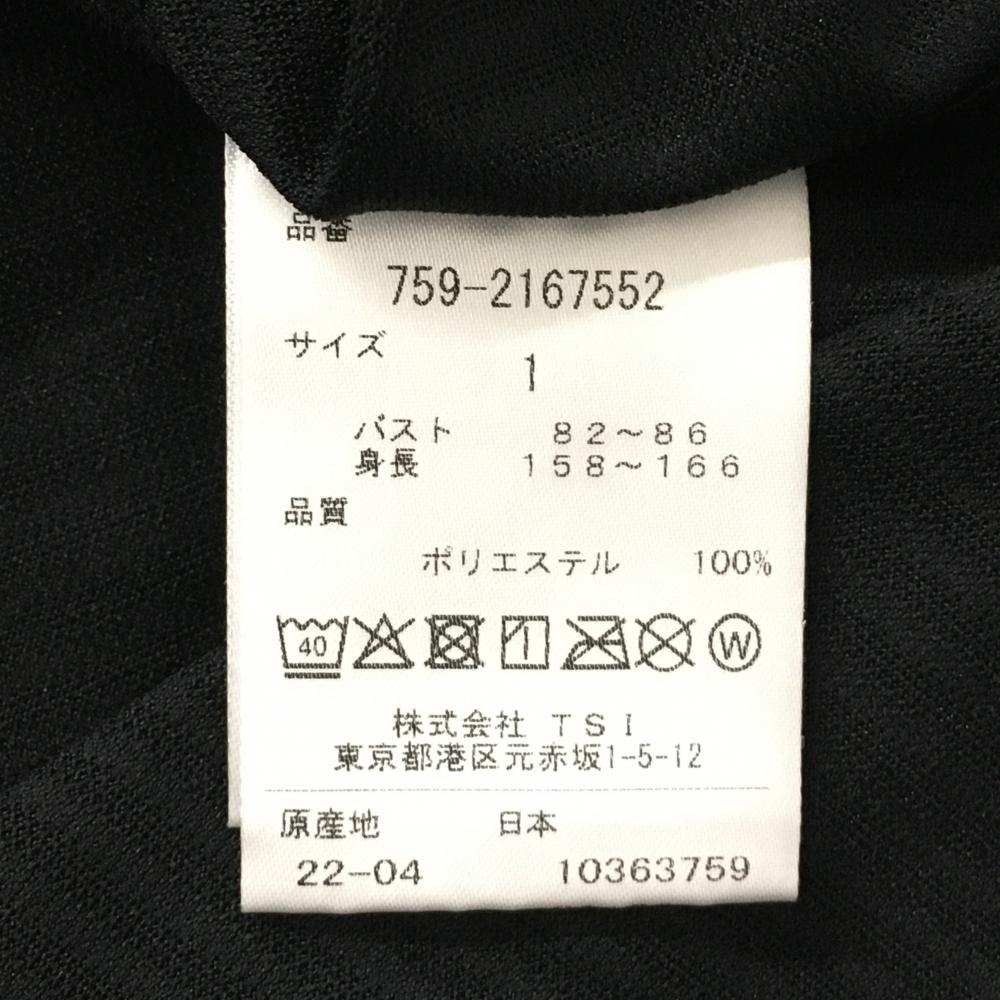 品番
759-2167552
サイズ
1
バスト 82～86
身長 158～166
品質
ポリエステル 100%
40 W
株式会社 TSI
東京都港区元赤坂1-5-12
原産地 日本
22-04 10363759